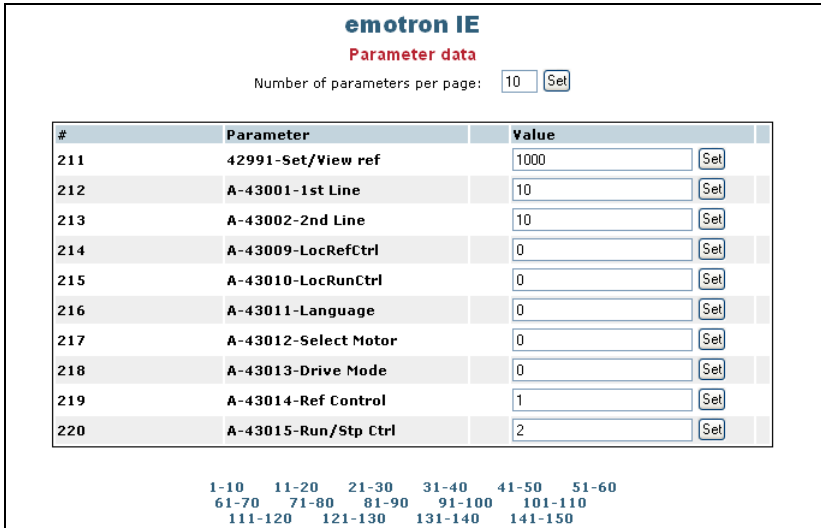 emotron IE
Parameter data
Number of parameters per page: 10 Set
# Parameter Value
211 42991-Set/View ref 1000 Set
212 A-43001-1st Line 10 Set
213 A-43002-2nd Line 10 Set
214 A-43009-LocRefCtrl 0 Set
215 A-43010-LocRunCtrl 0 Set
216 A-43011-Language 0 Set
217 A-43012-Select Motor 0 Set
218 A-43013-Drive Mode 0 Set
219 A-43014-Ref Control 1 Set
220 A-43015-Run/Stp Ctrl 2 Set
1-10 11-20 21-30 31-40 41-50 51-60
61-70 71-80 81-90 91-100 101-110
111-120 121-130 131-140 141-150